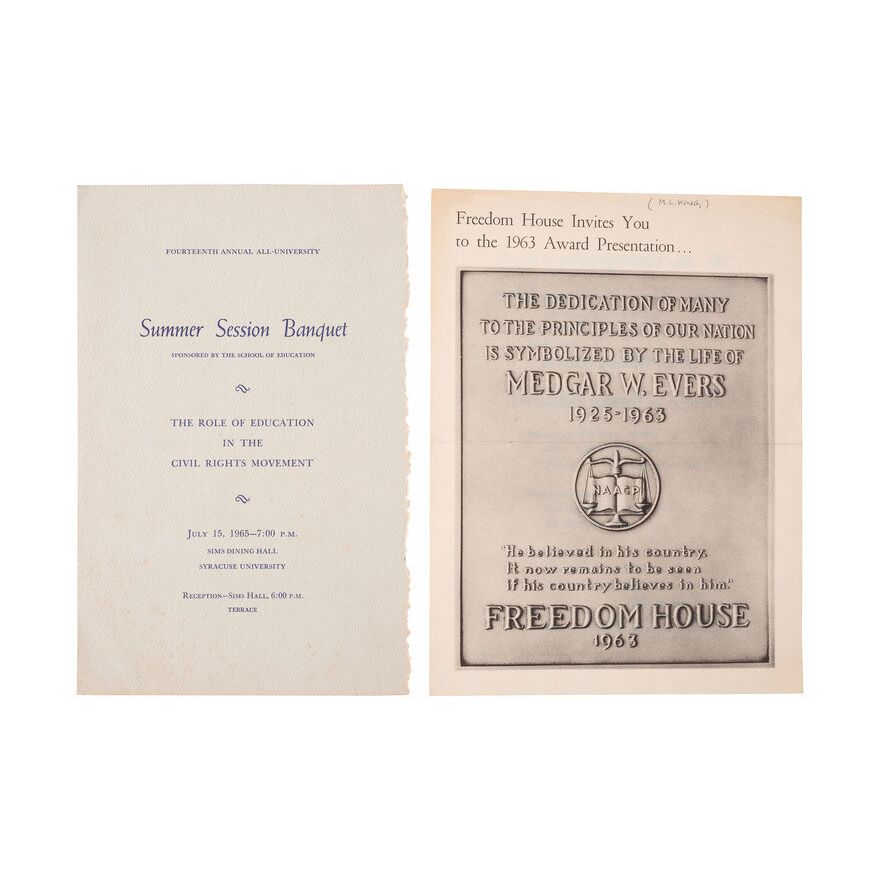 FOURTEENTH ANNUAL ALL-UNIVERSITY
Summer Session Banquet
SPONSORED BY THE SCHOOL OF EDUCATION
THE ROLE OF EDUCATION
IN THE
CIVIL RIGHTS MOVEMENT
JULY 15, 1965—7:00 P.M.
SIMS DINING HALL
SYRACUSE UNIVERSITY
RECEPTION—SIMS HALL, 6:00 P.M.
TERRACE
(M.L.KING)
Freedom House Invites You
to the 1963 Award Presentation...
THE DEDICATION OF MANY
TO THE PRINCIPLES OF OUR NATION
IS SYMBOLIZED BY THE LIFE OF
MEDGAR W. EVERS
1925-1963
NAACP
"He believed in his country.
It now remains to be seen
if his country believes in him."
FREEDOM HOUSE
1963